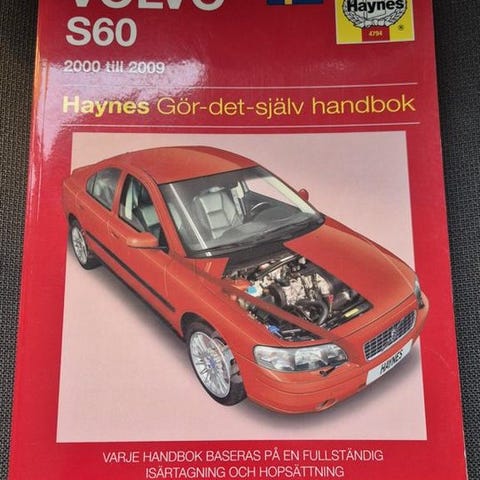 VOLVO
S60
2000 till 2009
Haynes
®
4794
Haynes Gör-det-själv handbok
HAYNES
VARJE HANDBOK BASERAS PÅ EN FULLSTÄNDIG
ISÄRTAGNING OCH HOPSÄTTNING